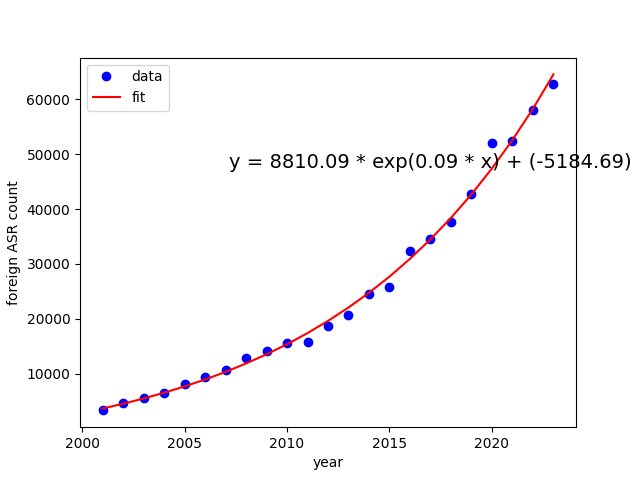 data
fit
y = 8810.09 * exp(0.09 * x) + (-5184.69)
60000
50000
40000
30000
20000
10000
foreign ASR count
2000 2005 2010 2015 2020
year